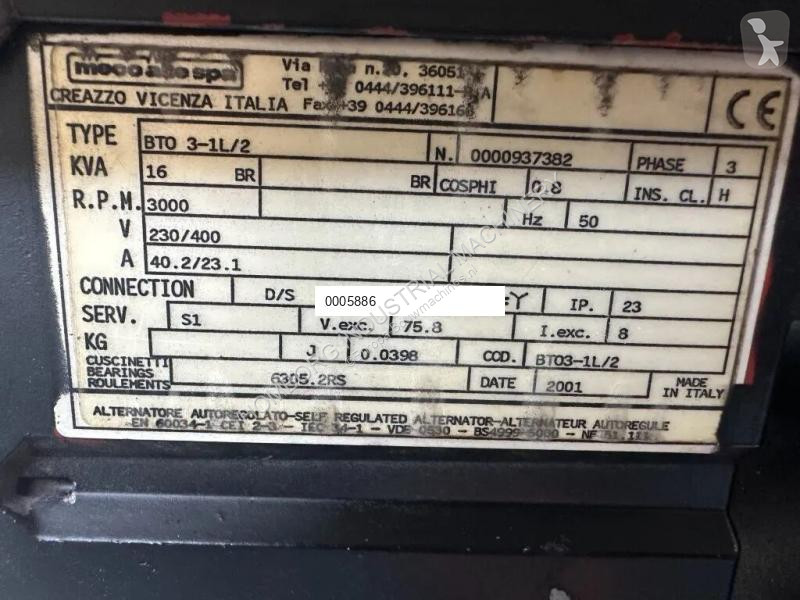 mecc alte spa Via n. 20. 36051
Tel 0444/396111
CREAZZO VICENZA ITALIA Fax +39 0444/396166
CE
TYPE BTO 3-1L/2 N. 0000937382 PHASE 3
KVA 16 BR BR COSPHI 0.8 INS. CL. H
R.P.M. 3000 Hz 50
V 230/400
A 40.2/23.1
CONNECTION D/S 0005886 IP. 23
SERV. S1 V.exc. 75.8 I.exc. 8
KG J 0.0398 COD. BTO3-1L/2
CUSCINETTI
BEARINGS
ROULEMENTS
6305.2RS DATE 2001 MADE
IN ITALY
ALTERNATORE AUTOREGOLATO-SELF REGULATED ALTERNATOR-ALTERNATEUR AUTOREGULE
EN 60034-1 CEI 2-3 - IEC 34-1 - VDE 0530 - BS4999-5000 - NF 51.111